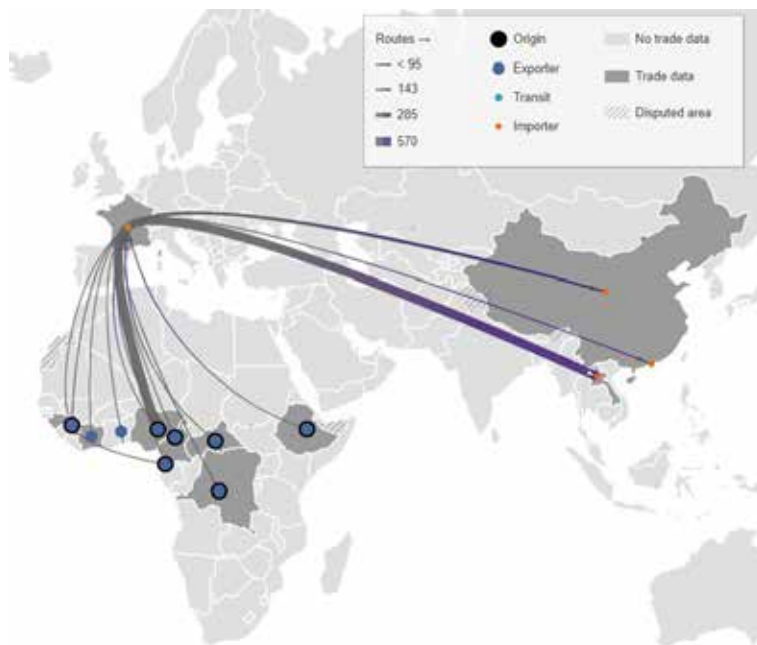 Routes →
< 95
143
285
570
Origin
Exporter
Transit
Importer
No trade data
Trade data
Disputed area